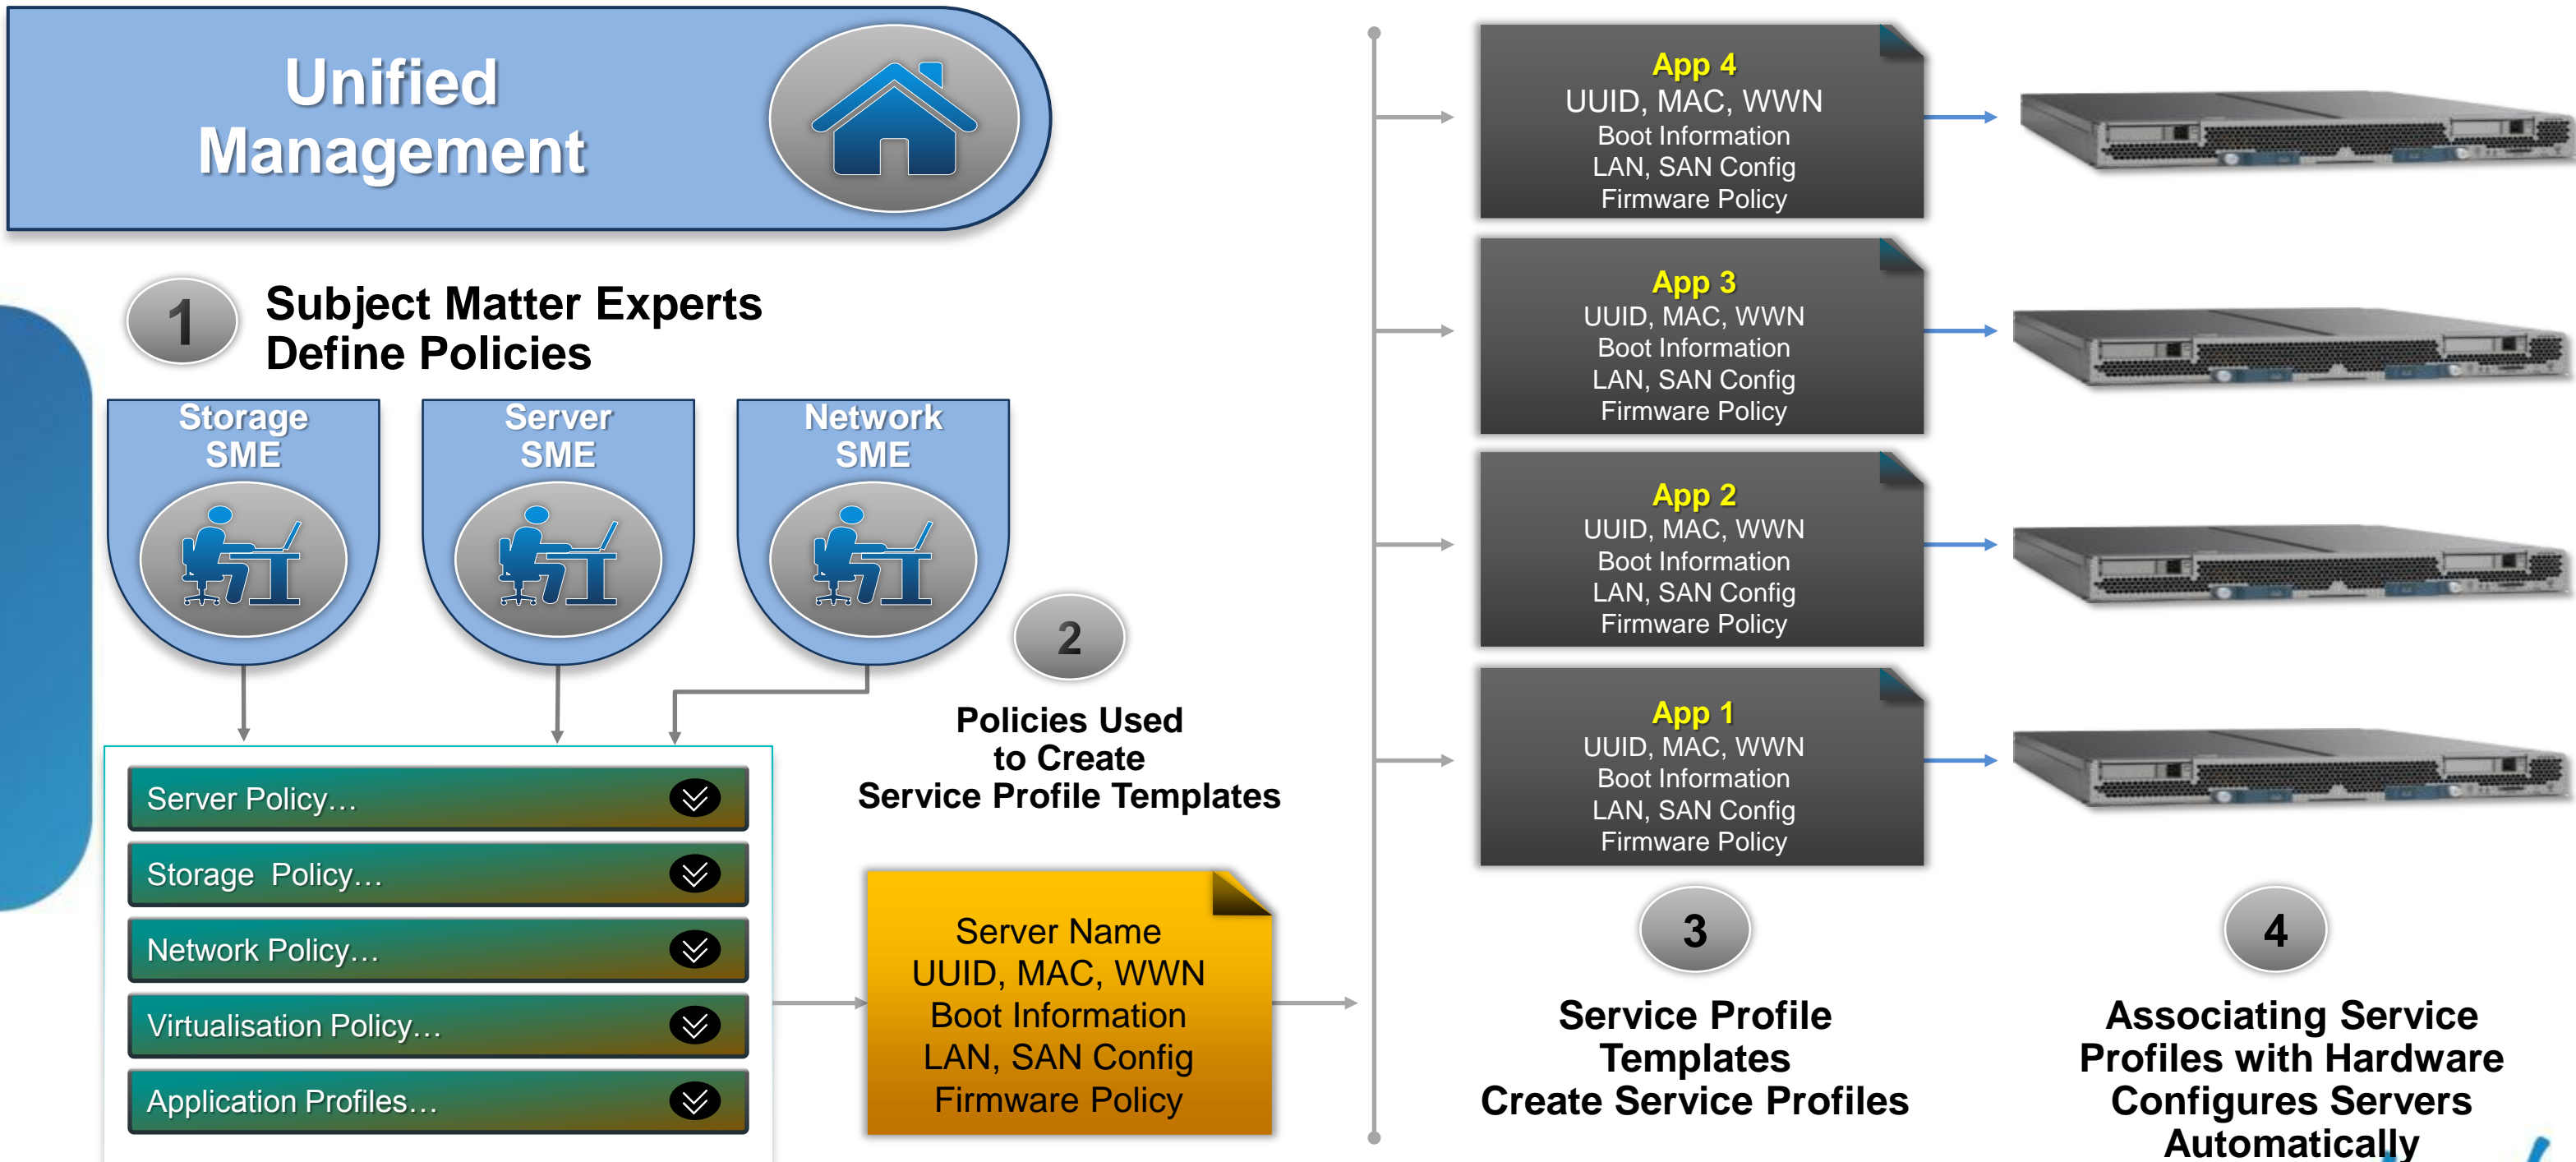 Unified
Management
1
Subject Matter Experts
Define Policies
Storage
SME
Server
SME
Network
SME
2
Policies Used
to Create
Service Profile Templates
Server Policy…
Storage  Policy…
Network Policy…
Virtualisation Policy…
Application Profiles…
Server Name
UUID, MAC, WWN
Boot Information
LAN, SAN Config
Firmware Policy
App 4
UUID, MAC, WWN
Boot Information
LAN, SAN Config
Firmware Policy
App 3
UUID, MAC, WWN
Boot Information
LAN, SAN Config
Firmware Policy
App 2
UUID, MAC, WWN
Boot Information
LAN, SAN Config
Firmware Policy
App 1
UUID, MAC, WWN
Boot Information
LAN, SAN Config
Firmware Policy
3
Service Profile
Templates
Create Service Profiles
4
Associating Service
Profiles with Hardware
Configures Servers
Automatically